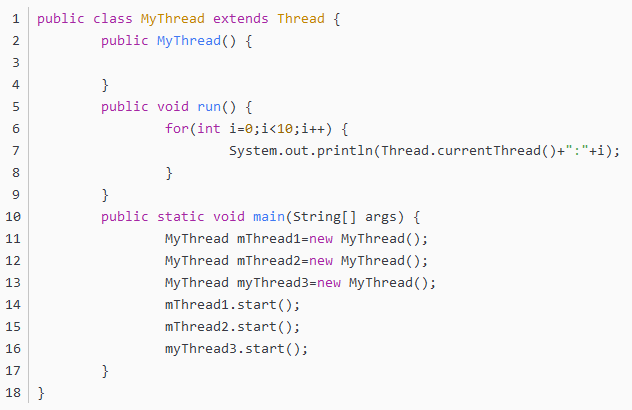 1 public class MyThread extends Thread {
2 public MyThread() {
3
4 }
5 public void run() {
6 for(int i=0;i<10;i++) {
7 System.out.println(Thread.currentThread()+":"+i);
8 }
9 }
10 public static void main(String[] args) {
11 MyThread mThread1=new MyThread();
12 MyThread mThread2=new MyThread();
13 MyThread myThread3=new MyThread();
14 mThread1.start();
15 mThread2.start();
16 myThread3.start();
17 }
18 }